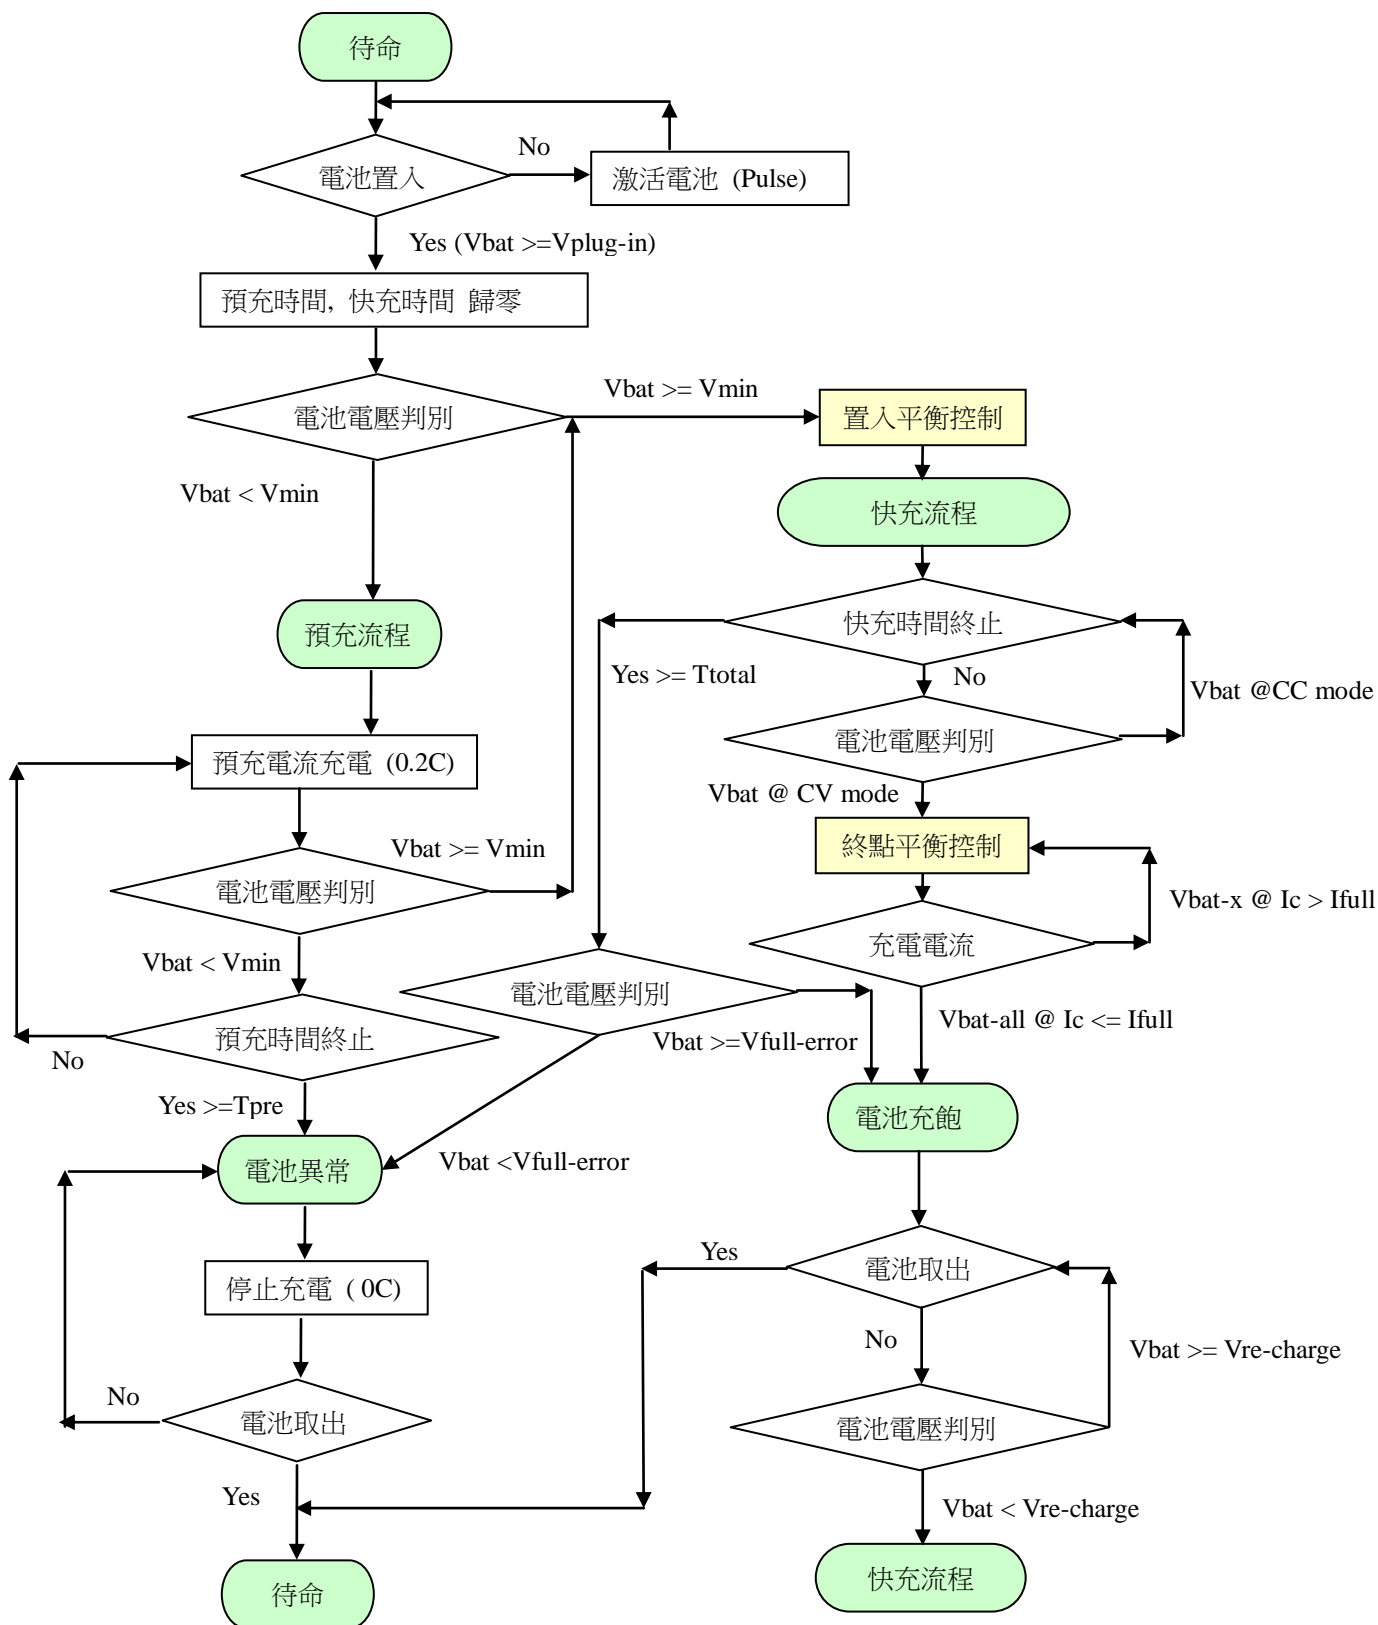 待命
No
電池置入
激活電池 (Pulse)
Yes (Vbat >=Vplug-in)
預充時間, 快充時間 歸零
Vbat >= Vmin
電池電壓判別
置入平衡控制
Vbat < Vmin
快充流程
預充流程
快充時間終止
Yes >= Ttotal
No
Vbat @CC mode
電池電壓判別
預充電流充電 (0.2C)
Vbat @ CV mode
Vbat >= Vmin
終點平衡控制
電池電壓判別
Vbat-x @ Ic > Ifull
充電電流
Vbat < Vmin
電池電壓判別
Vbat-all @ Ic <= Ifull
預充時間終止
Vbat >=Vfull-error
No
Yes >=Tpre
電池充飽
電池異常
Vbat <Vfull-error
Yes
電池取出
停止充電 ( 0C)
No
Vbat >= Vre-charge
No
電池取出
電池電壓判別
Yes
Vbat < Vre-charge
待命
快充流程